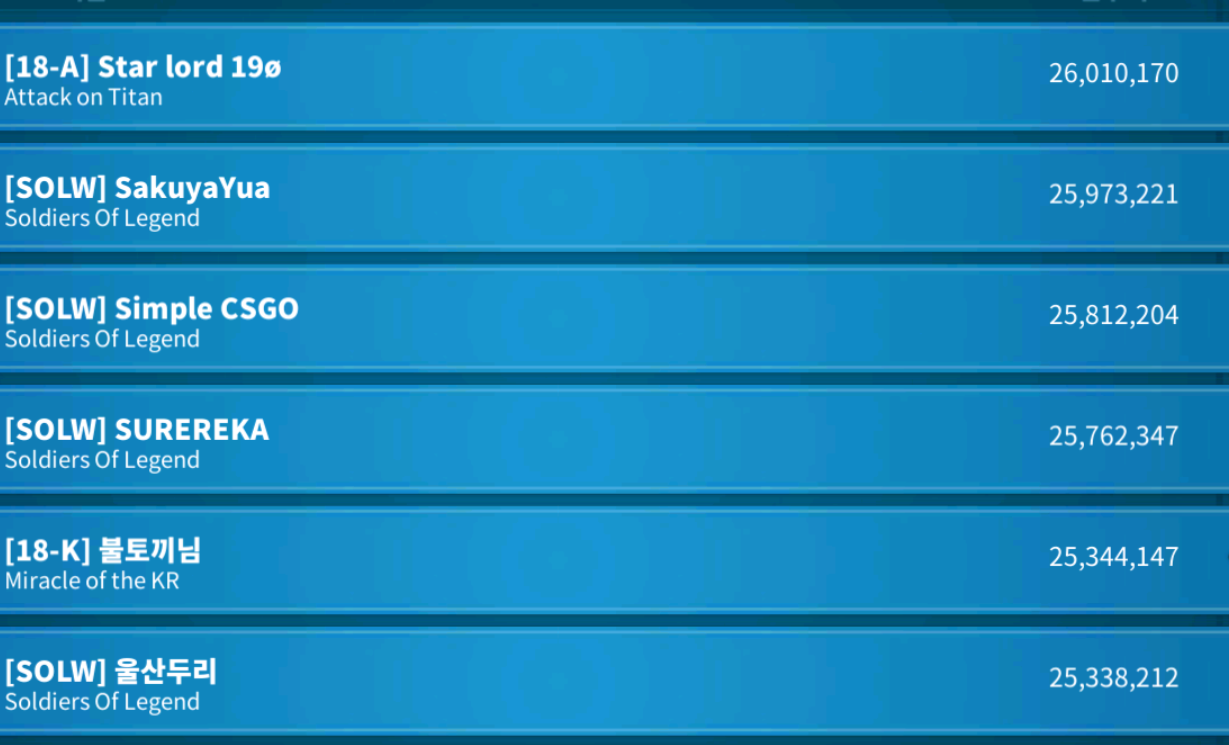 [18-A] Star lord 19ø
Attack on Titan
26,010,170
[SOLW] SakuyaYua
Soldiers Of Legend
25,973,221
[SOLW] Simple CSGO
Soldiers Of Legend
25,812,204
[SOLW] SUREREKA
Soldiers Of Legend
25,762,347
[18-K] 불토끼님
Miracle of the KR
25,344,147
[SOLW] 울산두리
Soldiers Of Legend
25,338,212